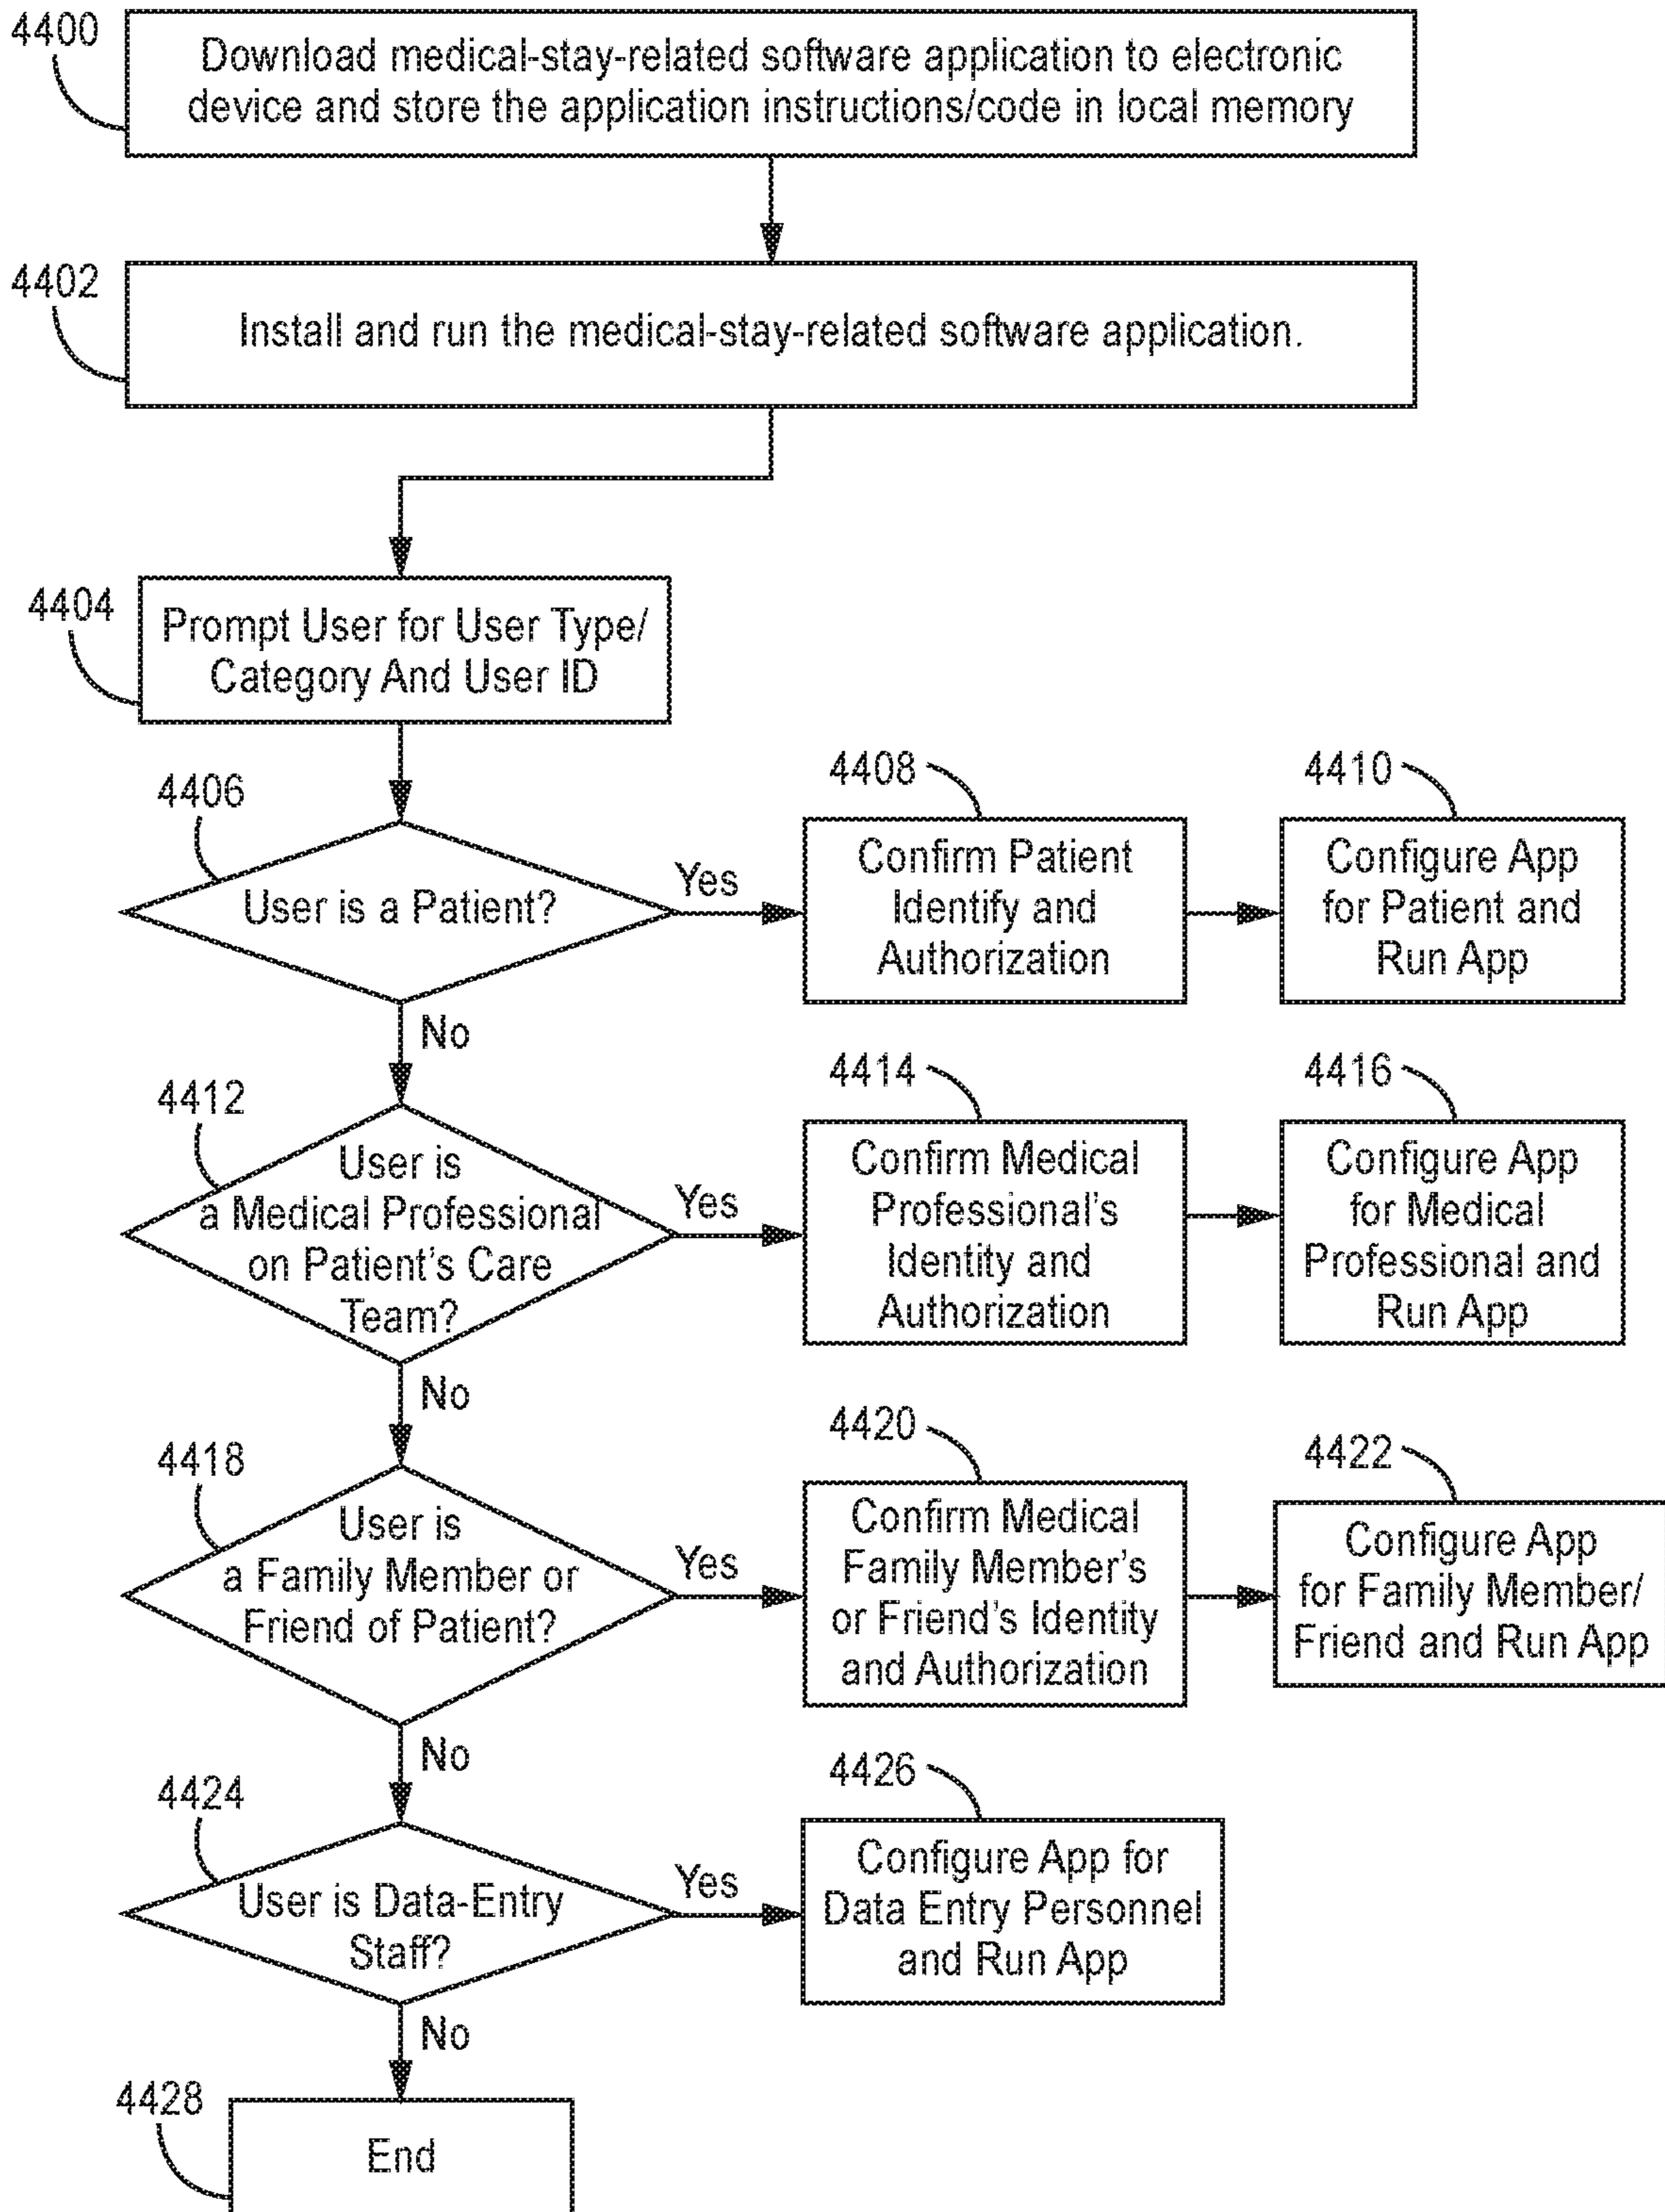 4400
Download medical-stay-related software application to electronic
device and store the application instructions/code in local memory
4402
Install and run the medical-stay-related software application.
4404
Prompt User for User Type/
Category And User ID
4406
User is a Patient?
Yes
No
4408
Confirm Patient
Identify and
Authorization
4410
Configure App
for Patient and
Run App
4412
User is
a Medical Professional
on Patient's Care
Team?
Yes
No
4414
Confirm Medical
Professional's
Identity and
Authorization
4416
Configure App
for Medical
Professional and
Run App
4418
User is
a Family Member or
Friend of Patient?
Yes
No
4420
Confirm Medical
Family Member's
or Friend's Identity
and Authorization
4422
Configure App
for Family Member/
Friend and Run App
4424
User is Data-Entry
Staff?
Yes
No
4426
Configure App for
Data Entry Personnel
and Run App
4428
End